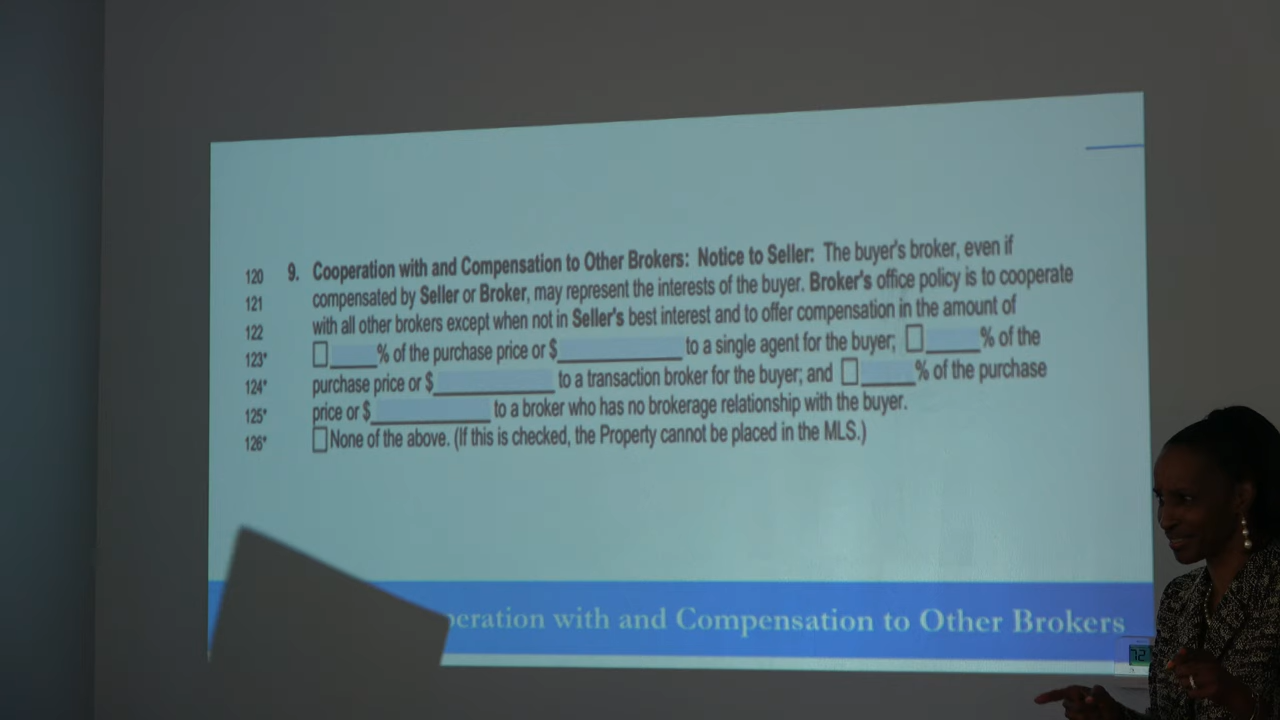 120 9. Cooperation with and Compensation to Other Brokers: Notice to Seller: The buyer's broker, even if
121 compensated by Seller or Broker, may represent the interests of the buyer. Broker's office policy is to cooperate
122 with all other brokers except when not in Seller's best interest and to offer compensation in the amount of
123* ☐ ____% of the purchase price or $__________ to a single agent for the buyer; ☐ ____% of the
124* purchase price or $__________ to a transaction broker for the buyer; and ☐ ____% of the purchase
125* price or $__________ to a broker who has no brokerage relationship with the buyer.
126* ☐ None of the above. (If this is checked, the Property cannot be placed in the MLS.)
with and Compensation to Other Brokers
72